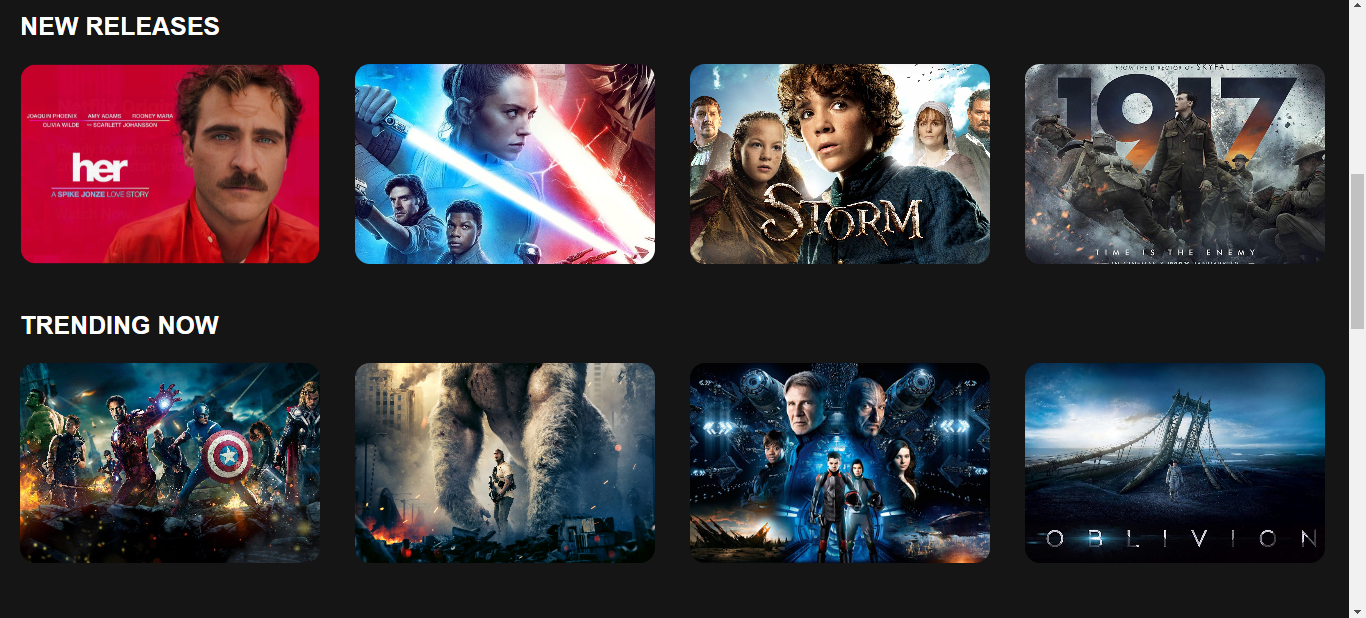 NEW RELEASES
JOAQUIN PHOENIX AMY ADAMS ROONEY MARA
OLIVIA WILDE AND SCARLETT JOHANSSON
her
A SPIKE JONZE LOVE STORY
STORM
FROM THE DIRECTOR OF SKYFALL
1917
TIME IS THE ENEMY
TRENDING NOW
OBLIVION